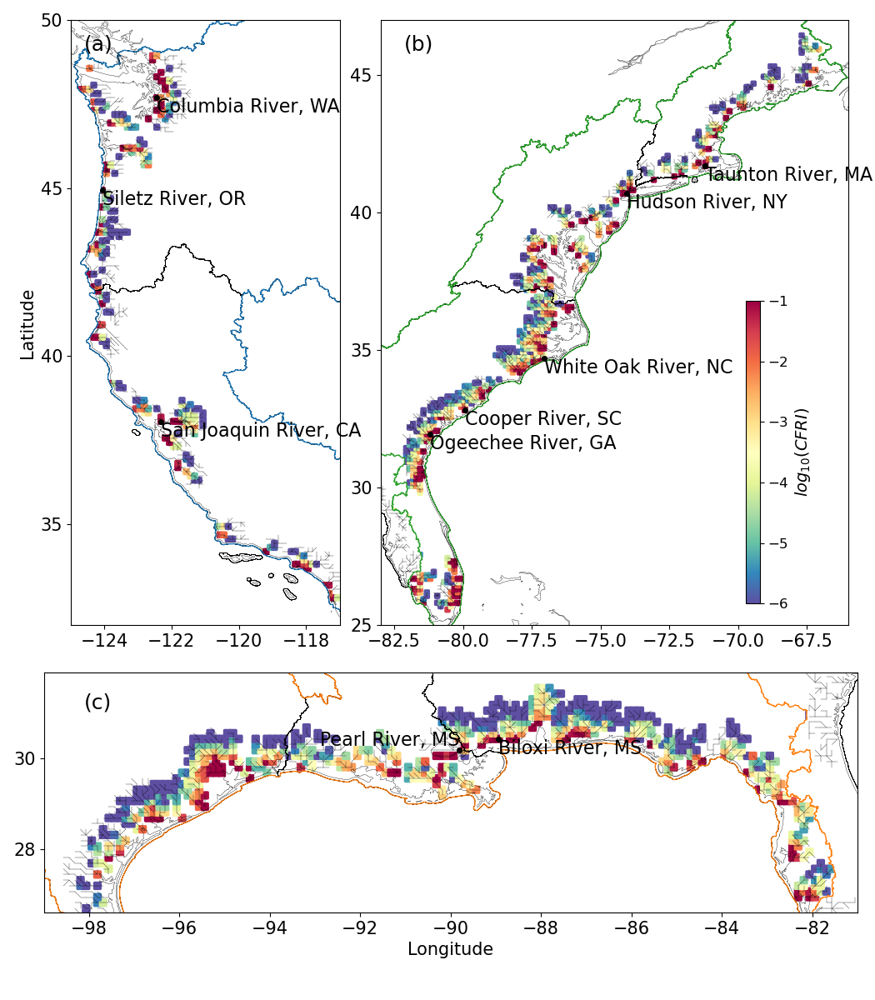 (a)
Columbia River, WA
Siletz River, OR
San Joaquin River, CA
50
45
40
35
Latitude
−124
−122
−120
−118
(b)
Taunton River, MA
Hudson River, NY
White Oak River, NC
Cooper River, SC
Ogeechee River, GA
45
40
35
30
25
−82.5
−80.0
−77.5
−75.0
−72.5
−70.0
−67.5
−1
−2
−3
−4
−5
−6
log10(CFRI)
(c)
Pearl River, MS
Biloxi River, MS
30
28
−98
−96
−94
−92
−90
−88
−86
−84
−82
Longitude